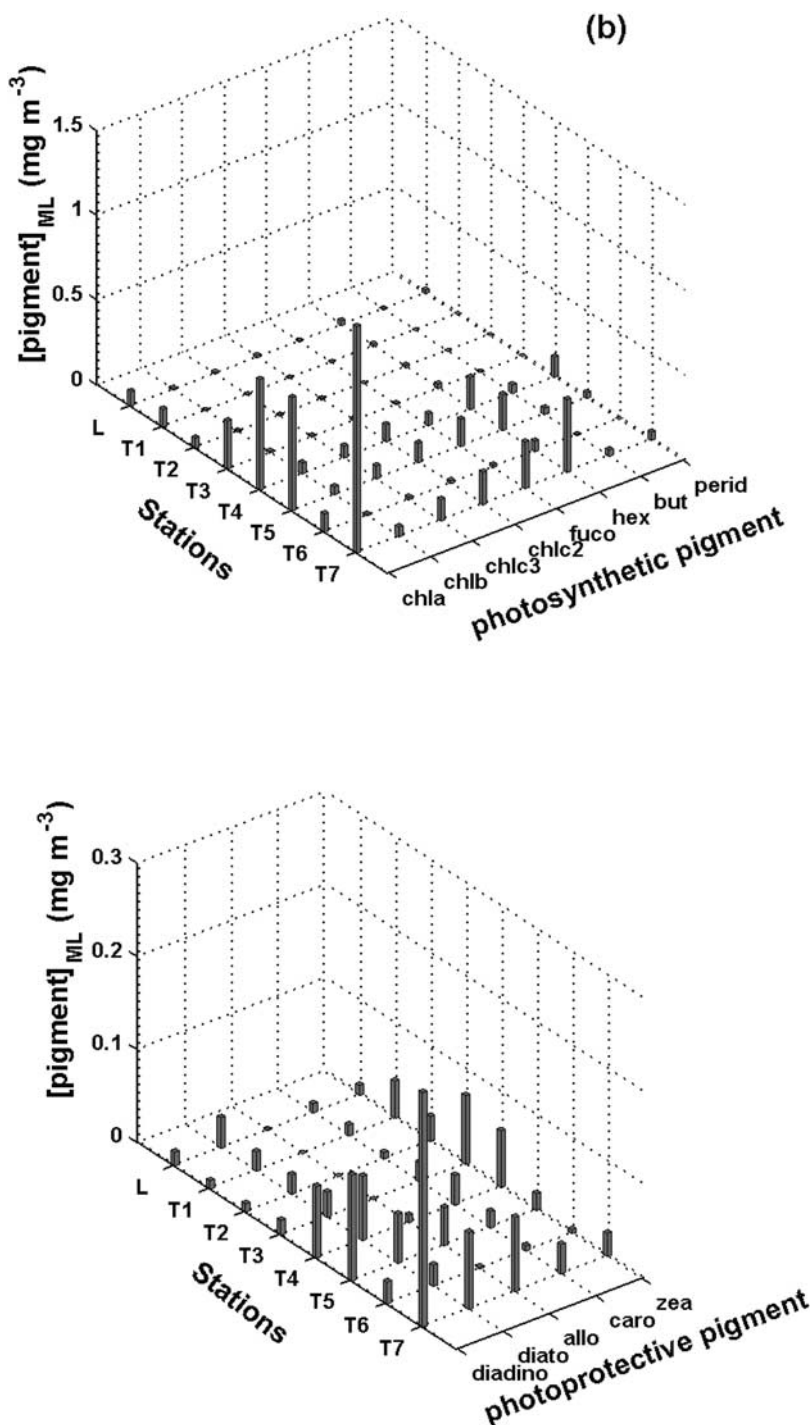 (b)
[pigment]ML (mg m-3)
1.5
1
0.5
0
L
T1
T2
T3
T4
T5
T6
T7
Stations
chla
chlb
chlc3
chlc2
fuco
hex
but
perid
photosynthetic pigment
[pigment]ML (mg m-3)
0.3
0.2
0.1
0
L
T1
T2
T3
T4
T5
T6
T7
Stations
diadino
diato
allo
caro
zea
photoprotective pigment